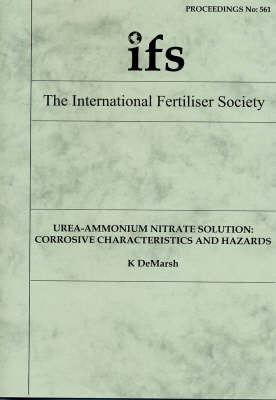 PROCEEDINGS No: 561
ifs
The International Fertiliser Society
UREA-AMMONIUM NITRATE SOLUTION:
CORROSIVE CHARACTERISTICS AND HAZARDS
K DeMarsh